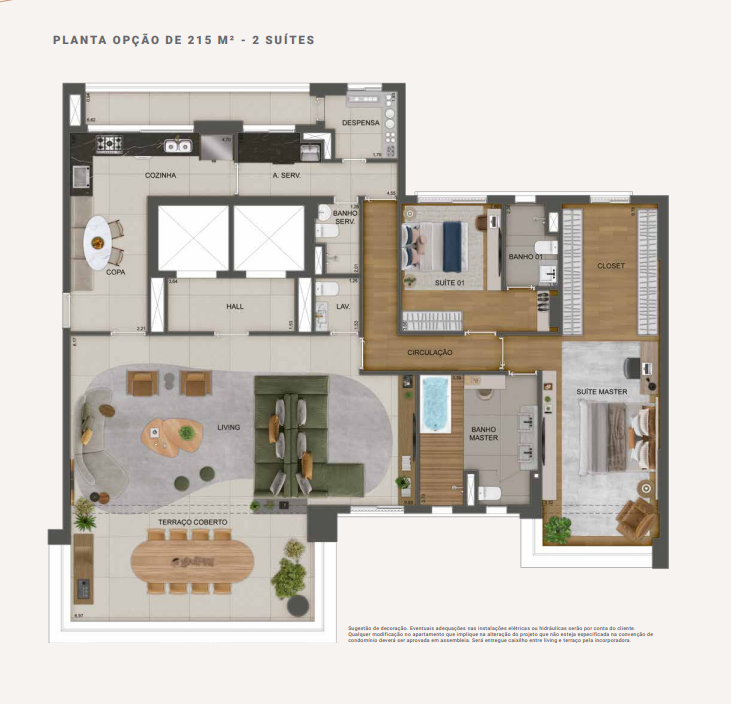 PLANTA OPÇÃO DE 215 M² - 2 SUÍTES
DESPENSA
COZINHA
A. SERV.
BANHO
SERV.
COPA
HALL
LAV.
SUÍTE 01
BANHO 01
CLOSET
CIRCULAÇÃO
SUÍTE MASTER
LIVING
BANHO
MASTER
TERRAÇO COBERTO
Sugestão de decoração. Eventuais adequações nas instalações elétricas ou hidráulicas serão por conta do cliente.
Qualquer modificação no apartamento que implique na alteração do projeto que não esteja especificada na convenção de
condomínio deverá ser aprovada em assembleia. Será entregue caixilho entre living e terraço pela incorporadora.